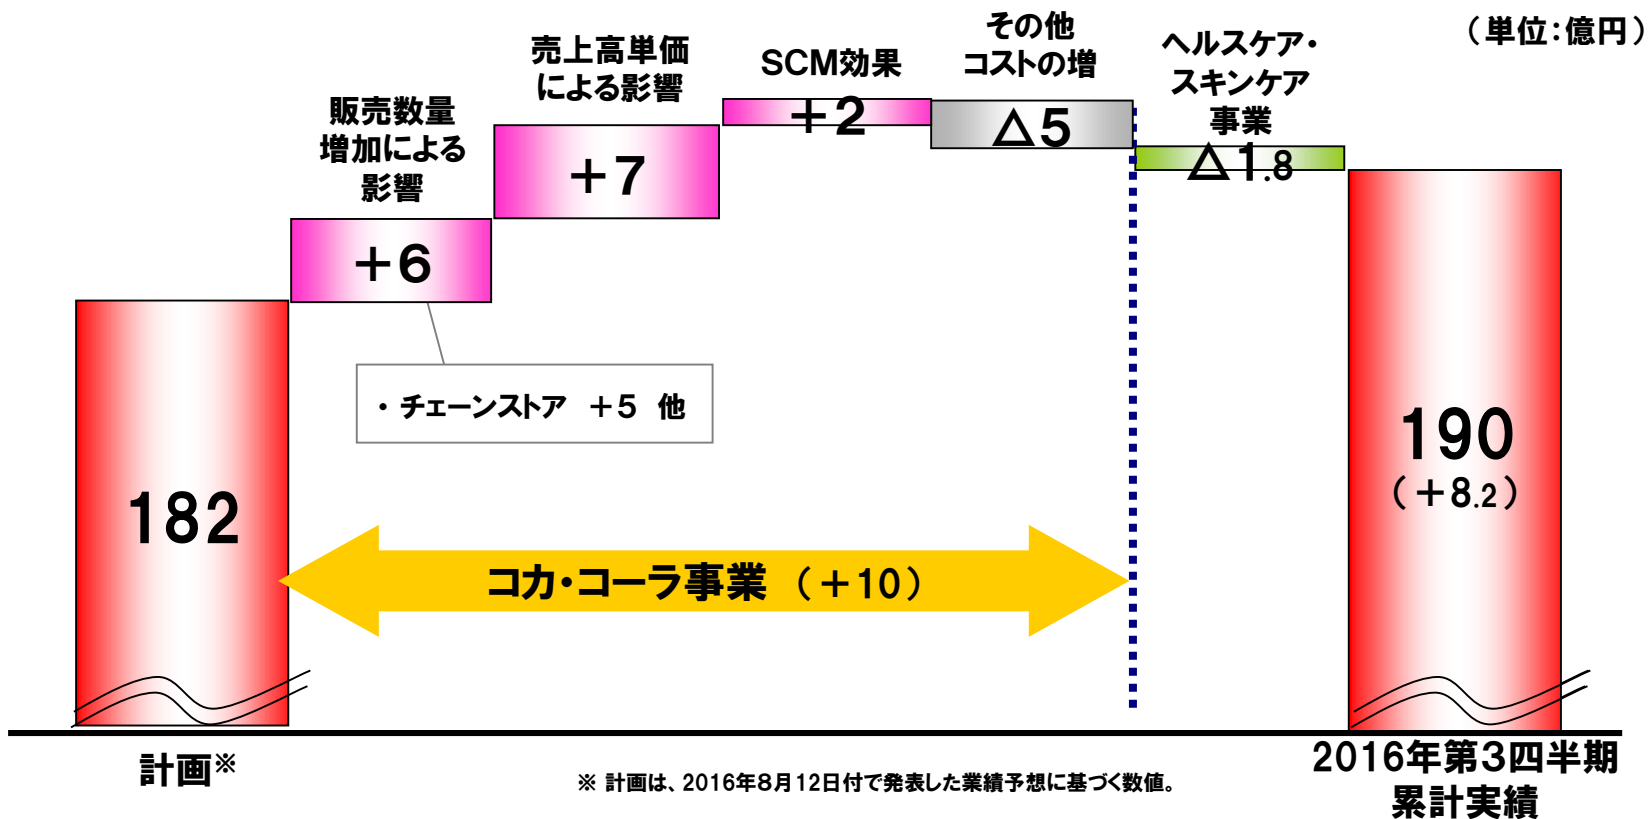 （単位：億円）
販売数量
増加による
影響
売上高単価
による影響
SCM効果
その他
コストの増
ヘルスケア・
スキンケア
事業
＋6
＋7
＋2
△5
△1.8
・チェーンストア　＋5　他
182
190
（＋8.2）
コカ・コーラ事業（＋10）
計画※
※ 計画は、2016年8月12日付で発表した業績予想に基づく数値。
2016年第3四半期
累計実績